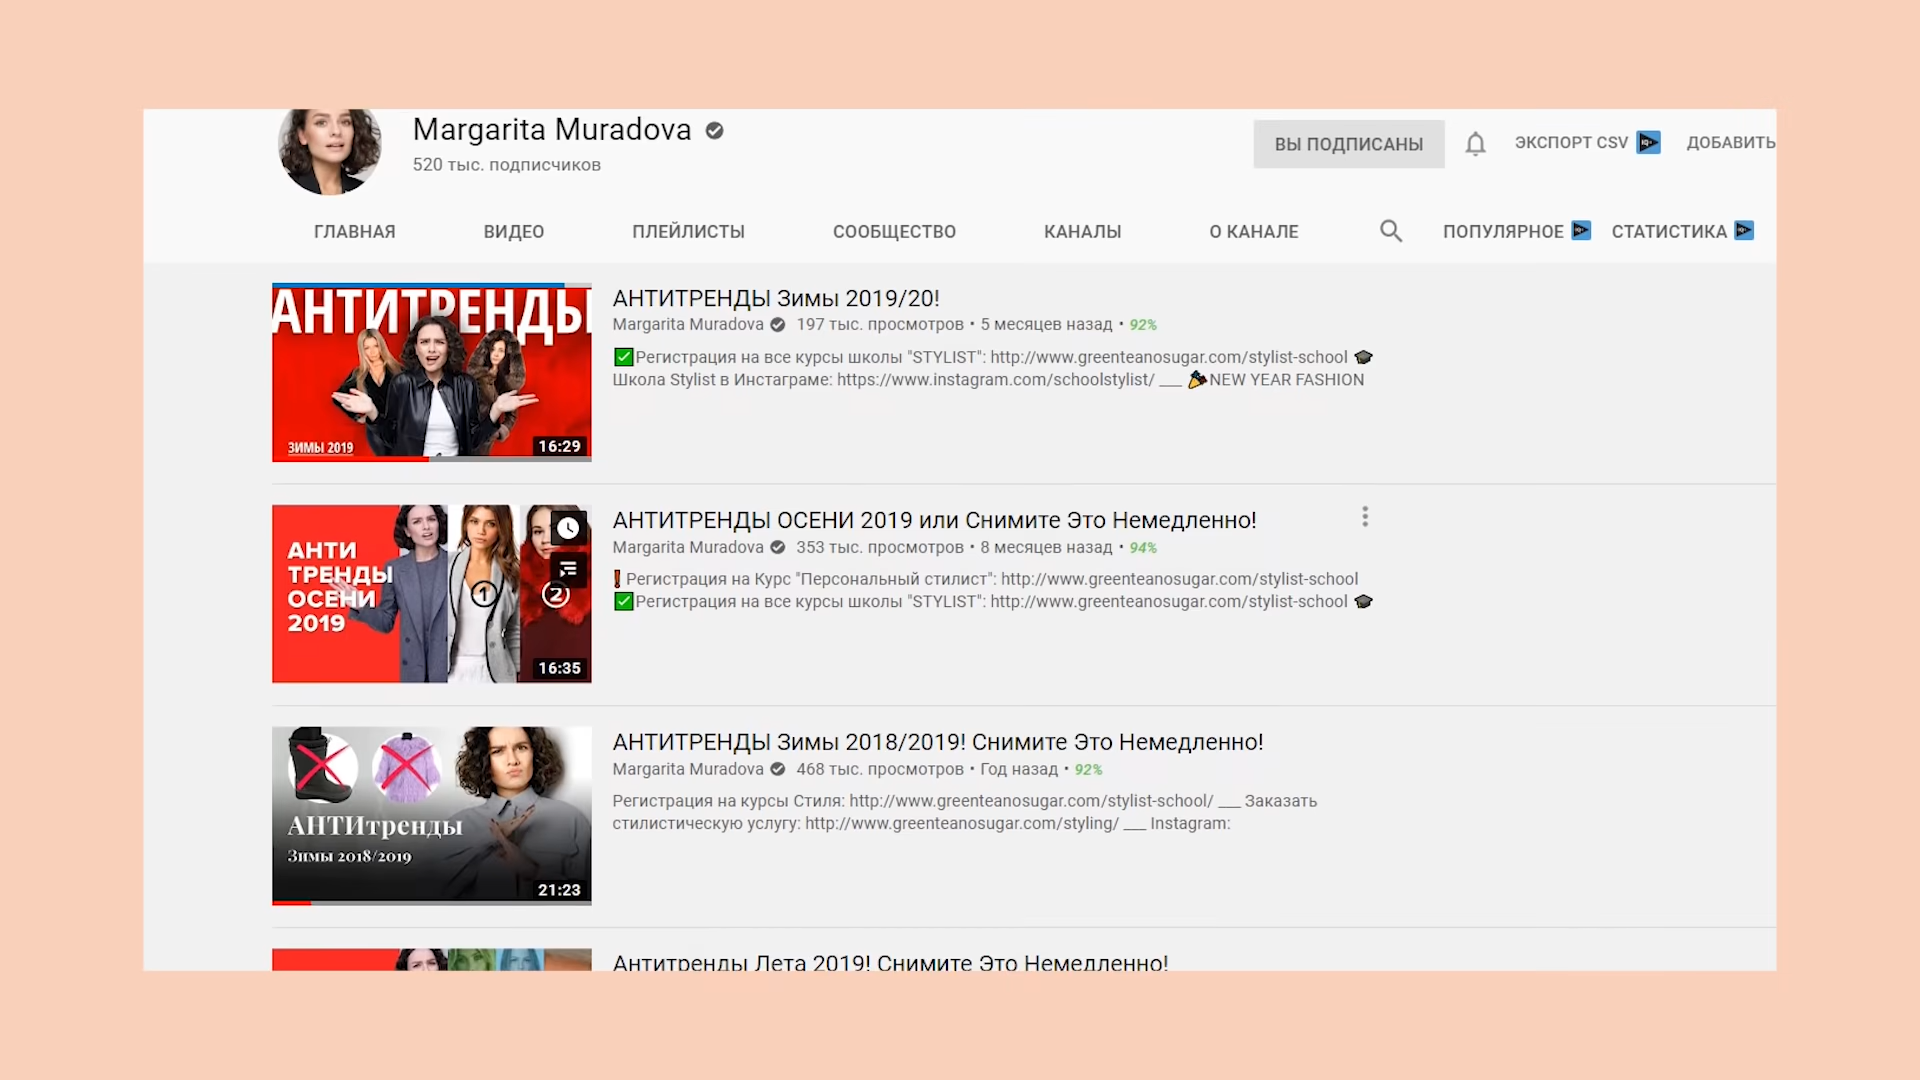 Margarita Muradova
520 тыс. подписчиков
ВЫ ПОДПИСАНЫ
ЭКСПОРТ CSV
ДОБАВИТЬ
ГЛАВНАЯ
ВИДЕО
ПЛЕЙЛИСТЫ
СООБЩЕСТВО
КАНАЛЫ
О КАНАЛЕ
ПОПУЛЯРНОЕ
СТАТИСТИКА
АНТИТРЕНДЫ
ЗИМЫ 2019
16:29
АНТИТРЕНДЫ Зимы 2019/20!
Margarita Muradova 197 тыс. просмотров • 5 месяцев назад • 92%
✅Регистрация на все курсы школы "STYLIST": http://www.greenteanosugar.com/stylist-school 🎓
Школа Stylist в Инстаграме: https://www.instagram.com/schoolstylist/ ___ 🎉NEW YEAR FASHION
АНТИ
ТРЕНДЫ
ОСЕНИ
2019
1
2
16:35
АНТИТРЕНДЫ ОСЕНИ 2019 или Снимите Это Немедленно!
Margarita Muradova 353 тыс. просмотров • 8 месяцев назад • 94%
❗Регистрация на Курс "Персональный стилист": http://www.greenteanosugar.com/stylist-school
✅Регистрация на все курсы школы "STYLIST": http://www.greenteanosugar.com/stylist-school 🎓
АНТИтренды
Зимы 2018/2019
21:23
АНТИТРЕНДЫ Зимы 2018/2019! Снимите Это Немедленно!
Margarita Muradova 468 тыс. просмотров • Год назад • 92%
Регистрация на курсы Стиля: http://www.greenteanosugar.com/stylist-school/ ___ Заказать
стилистическую услугу: http://www.greenteanosugar.com/styling/ ___ Instagram:
Антитренды Лета 2019! Снимите Это Немедленно!